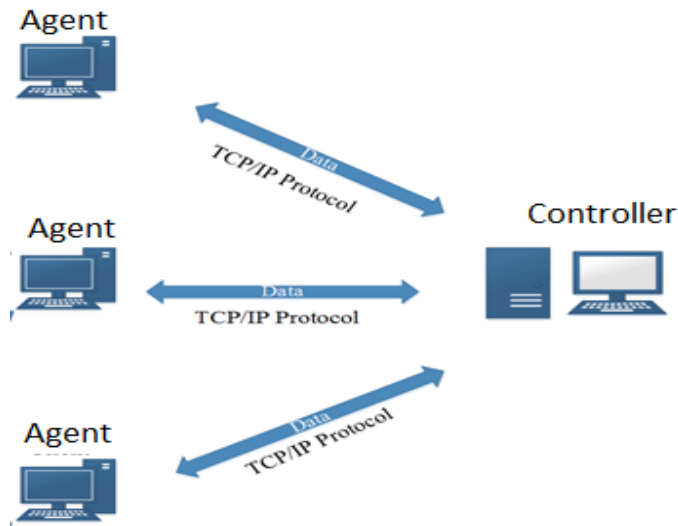 Agent
Data
TCP/IP Protocol
Agent
Controller
Data
TCP/IP Protocol
Agent
Data
TCP/IP Protocol